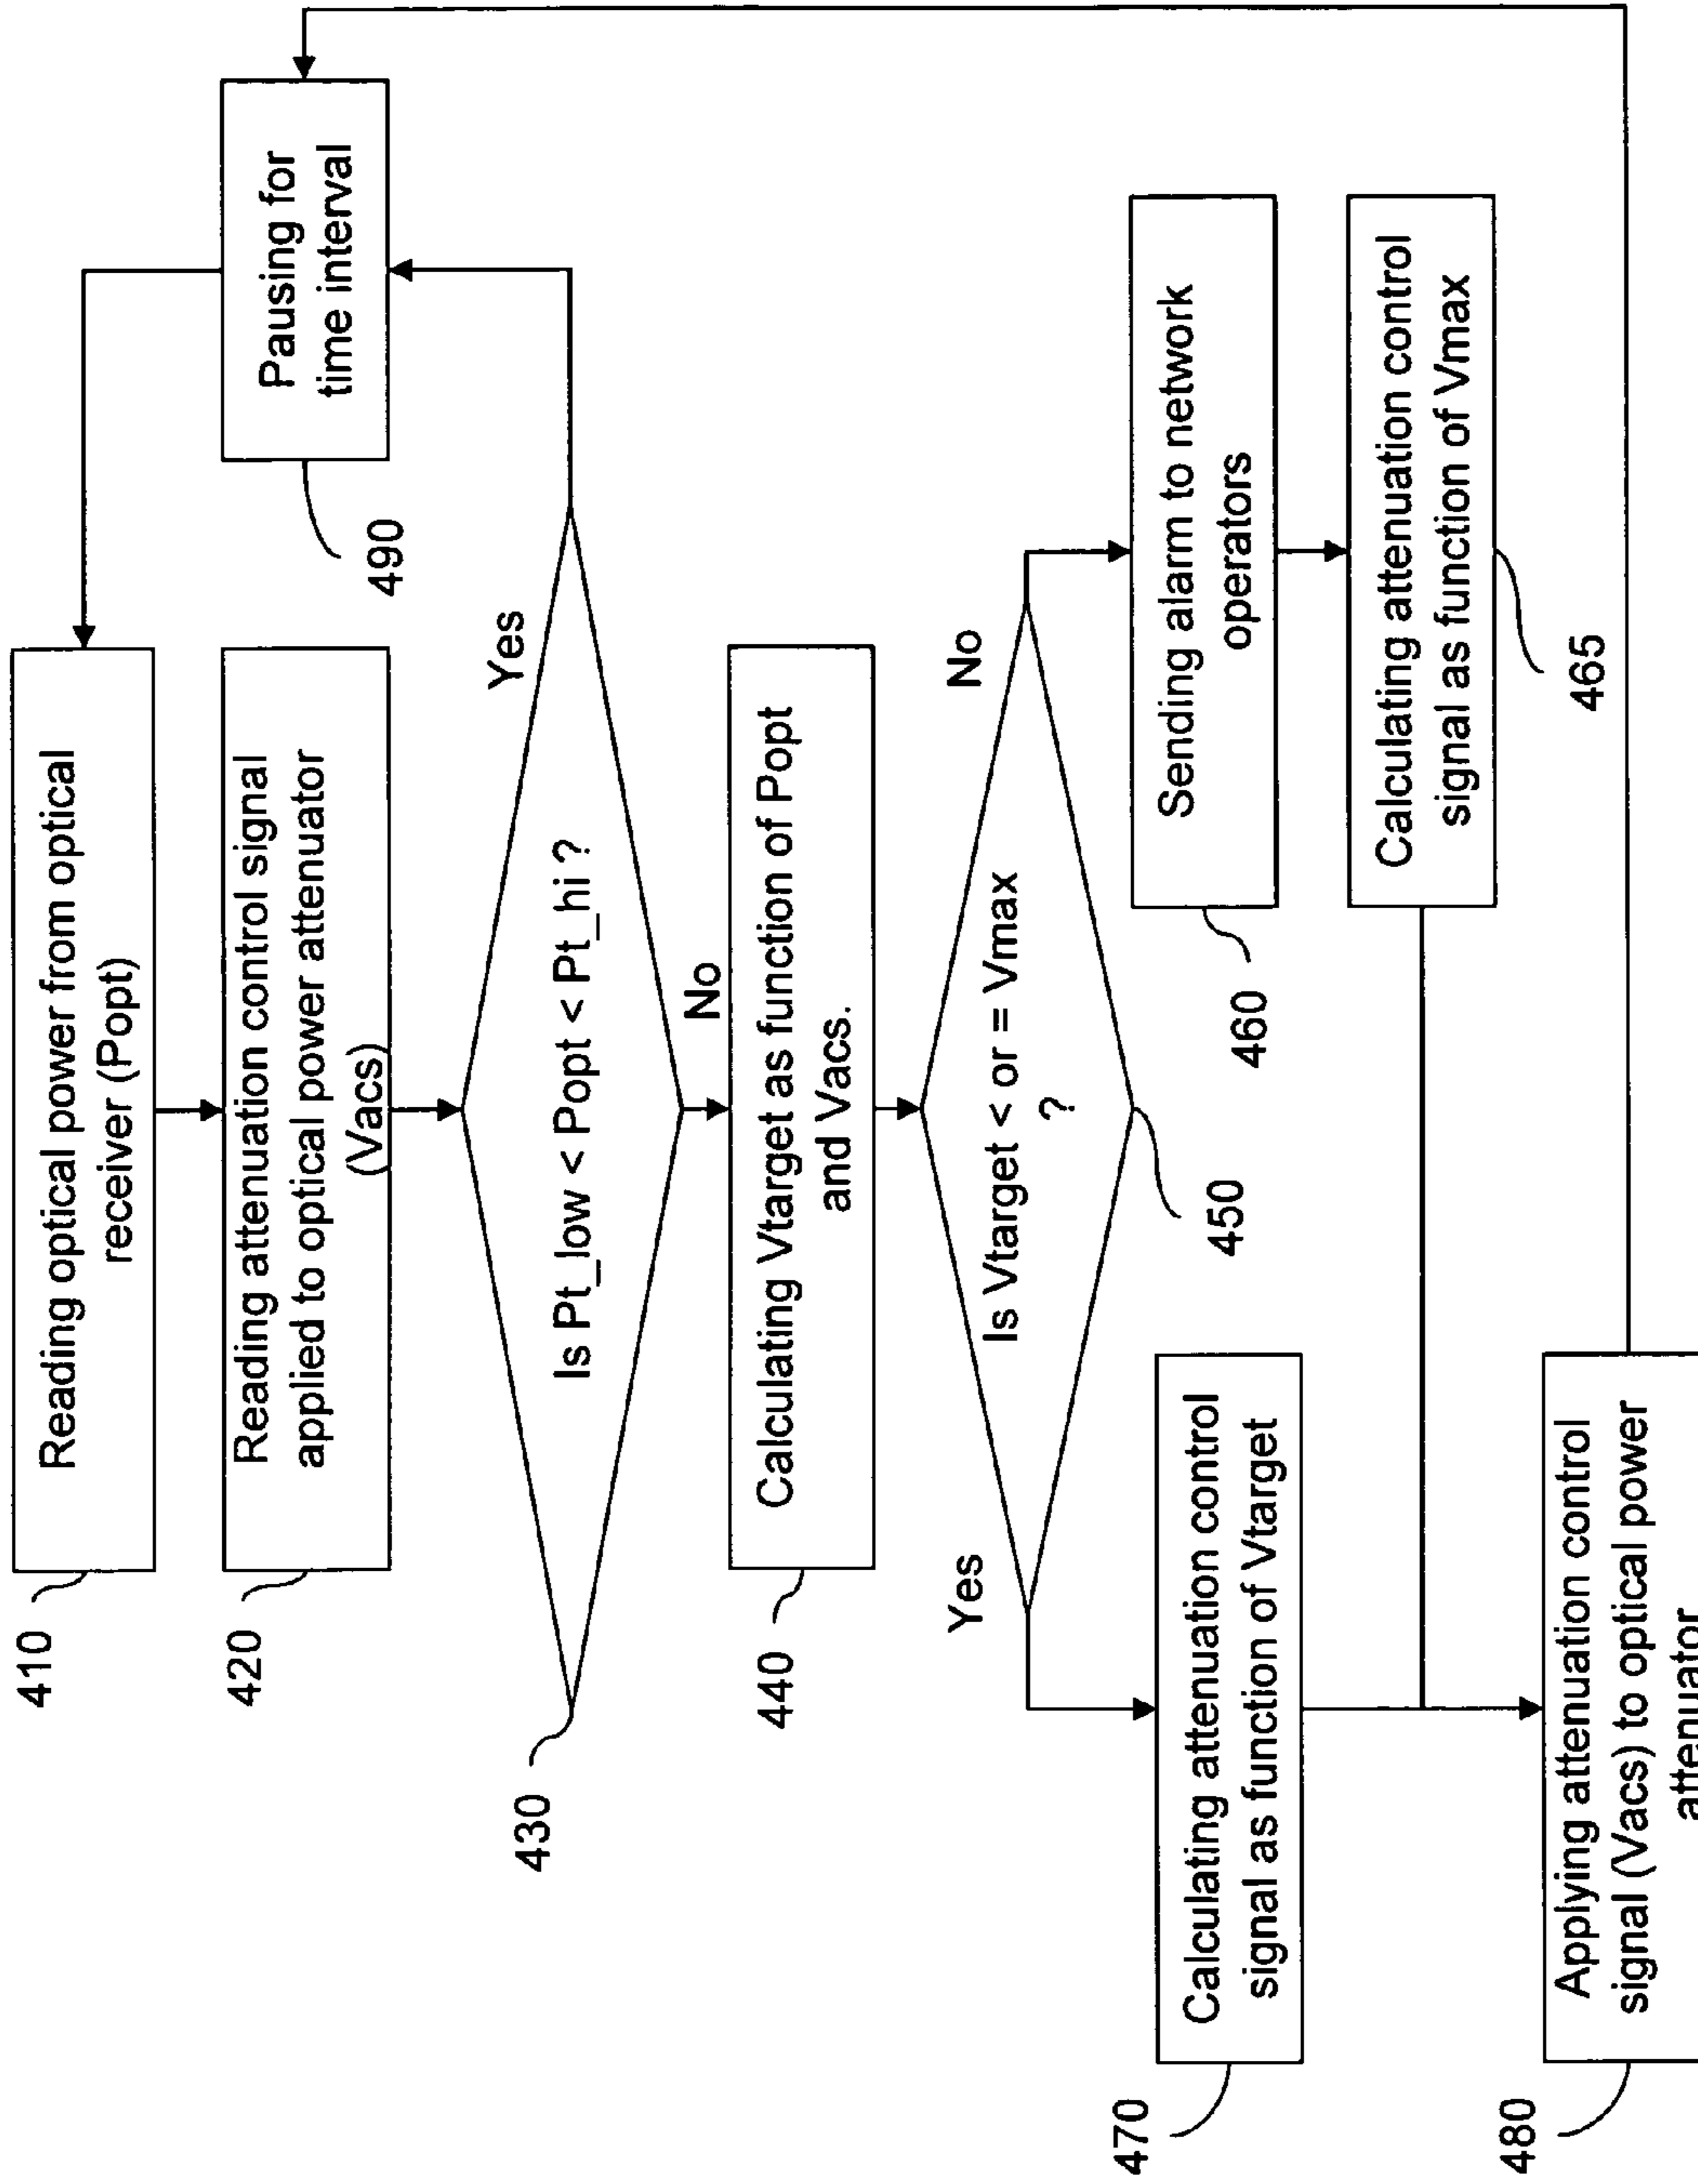 410
Reading optical power from optical
receiver (Popt)
420
Reading attenuation control signal
applied to optical power attenuator
(Vacs)
Pausing for
time interval
490
430
Is Pt_low < Popt < Pt_hi ?
Yes
No
440
Calculating Vtarget as function of Popt
and Vacs.
Is Vtarget < or = Vmax
?
450
Yes
No
470
Calculating attenuation control
signal as function of Vtarget
460
Sending alarm to network
operators
Calculating attenuation control
signal as function of Vmax
465
480
Applying attenuation control
signal (Vacs) to optical power
attenuator